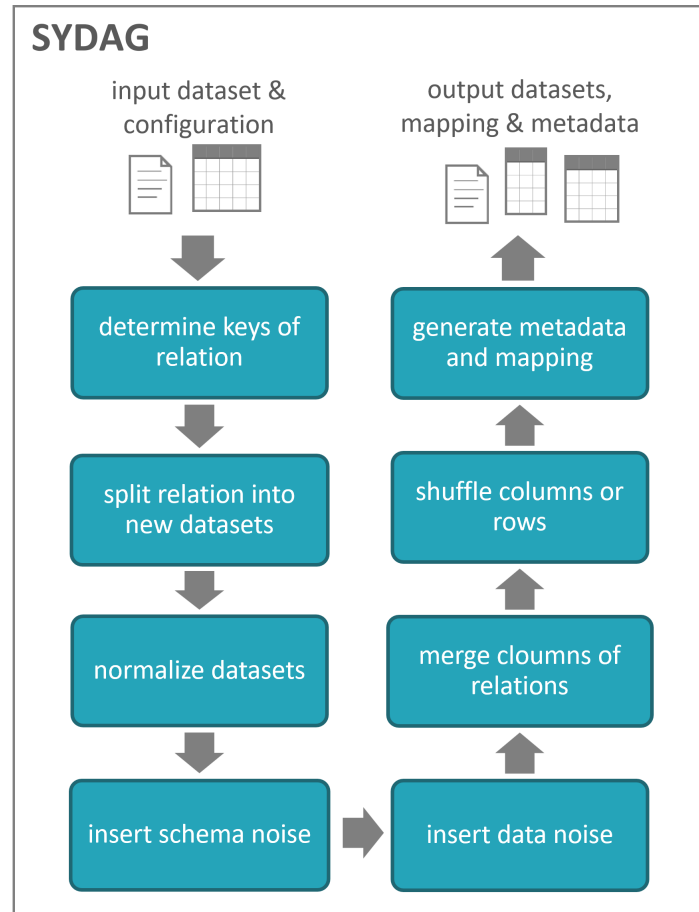 SYDAG
input dataset &
configuration
determine keys of
relation
split relation into
new datasets
normalize datasets
insert schema noise
insert data noise
merge cloumns of
relations
shuffle columns or
rows
generate metadata
and mapping
output datasets,
mapping & metadata